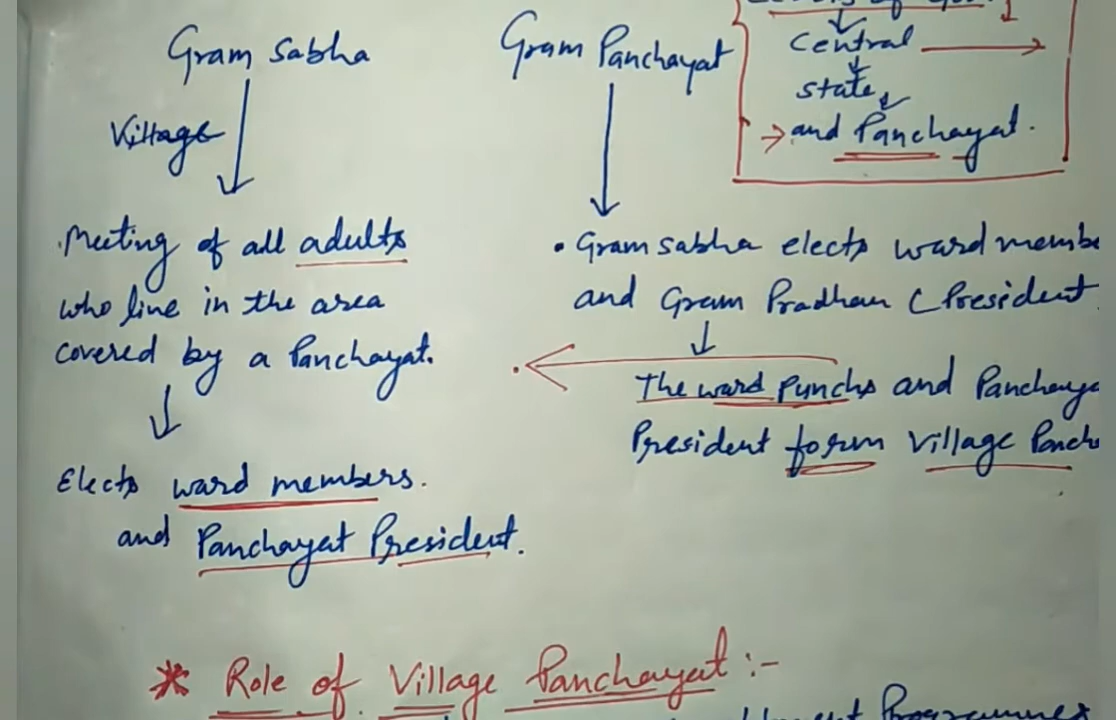 Gram Sabha
Village
Meeting of all adults
who line in the area
covered by a Panchayat.
Elects ward members.
and Panchayat President.
Gram Panchayat
Central
state
and Panchayat.
• Gram sabha elects ward membe
and Gram Pradhan (President
The ward Punchs and Panchaya
President form Village Panch
* Role of Village Panchayat :-
Programmes